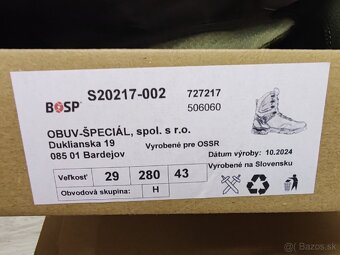 BOSP
S20217-002
727217
506060
OBUV-ŠPECIÁL, spol. s r.o.
Duklianska 19
085 01 Bardejov
Vyrobené pre OSSR
Dátum výroby: 10.2024
Vyrobené na Slovensku
Veľkosť 29 280 43
Obvodová skupina: H
Bazos.sk